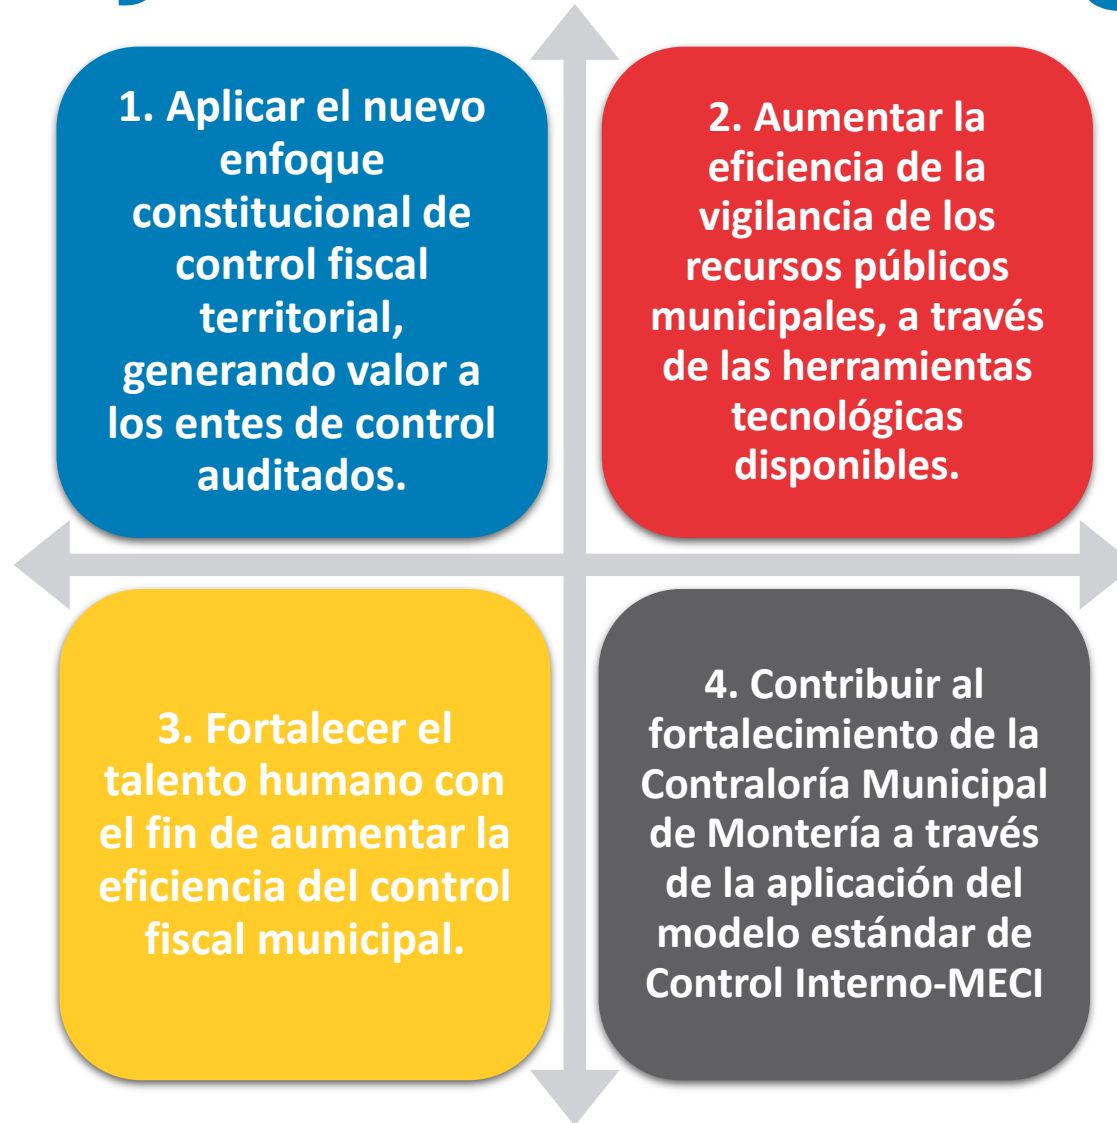 1. Aplicar el nuevo
enfoque
constitucional de
control fiscal
territorial,
generando valor a
los entes de control
auditados.
2. Aumentar la
eficiencia de la
vigilancia de los
recursos públicos
municipales, a través
de las herramientas
tecnológicas
disponibles.
3. Fortalecer el
talento humano con
el fin de aumentar la
eficiencia del control
fiscal municipal.
4. Contribuir al
fortalecimiento de la
Contraloría Municipal
de Montería a través
de la aplicación del
modelo estándar de
Control Interno-MECI